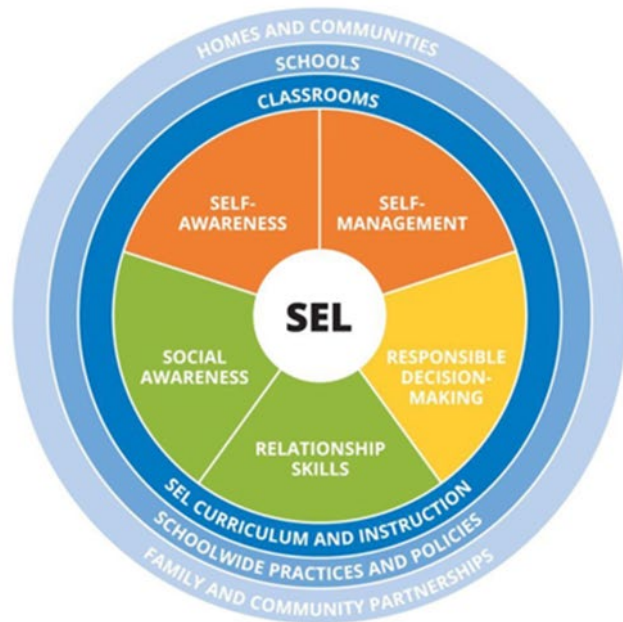 HOMES AND COMMUNITIES
SCHOOLS
CLASSROOMS
SELF-
AWARENESS
SELF-
MANAGEMENT
SEL
SOCIAL
AWARENESS
RESPONSIBLE
DECISION-
MAKING
RELATIONSHIP
SKILLS
SEL CURRICULUM AND INSTRUCTION
SCHOOLWIDE PRACTICES AND POLICIES
FAMILY AND COMMUNITY PARTNERSHIPS